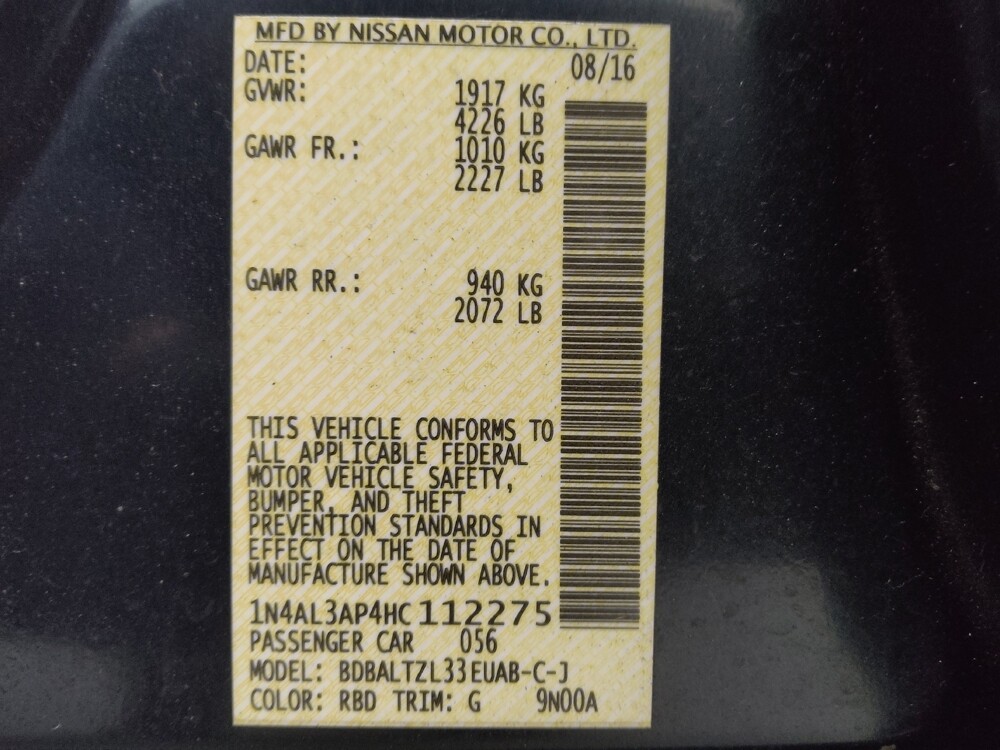 MFD BY NISSAN MOTOR CO., LTD.
DATE: 08/16
GVWR: 1917 KG
4226 LB
GAWR FR.: 1010 KG
2227 LB
GAWR RR.: 940 KG
2072 LB
THIS VEHICLE CONFORMS TO
ALL APPLICABLE FEDERAL
MOTOR VEHICLE SAFETY,
BUMPER, AND THEFT
PREVENTION STANDARDS IN
EFFECT ON THE DATE OF
MANUFACTURE SHOWN ABOVE.
1N4AL3AP4HC112275
PASSENGER CAR 056
MODEL: BDBALTZL33EUAB-C-J
COLOR: RBD TRIM: G 9N00A